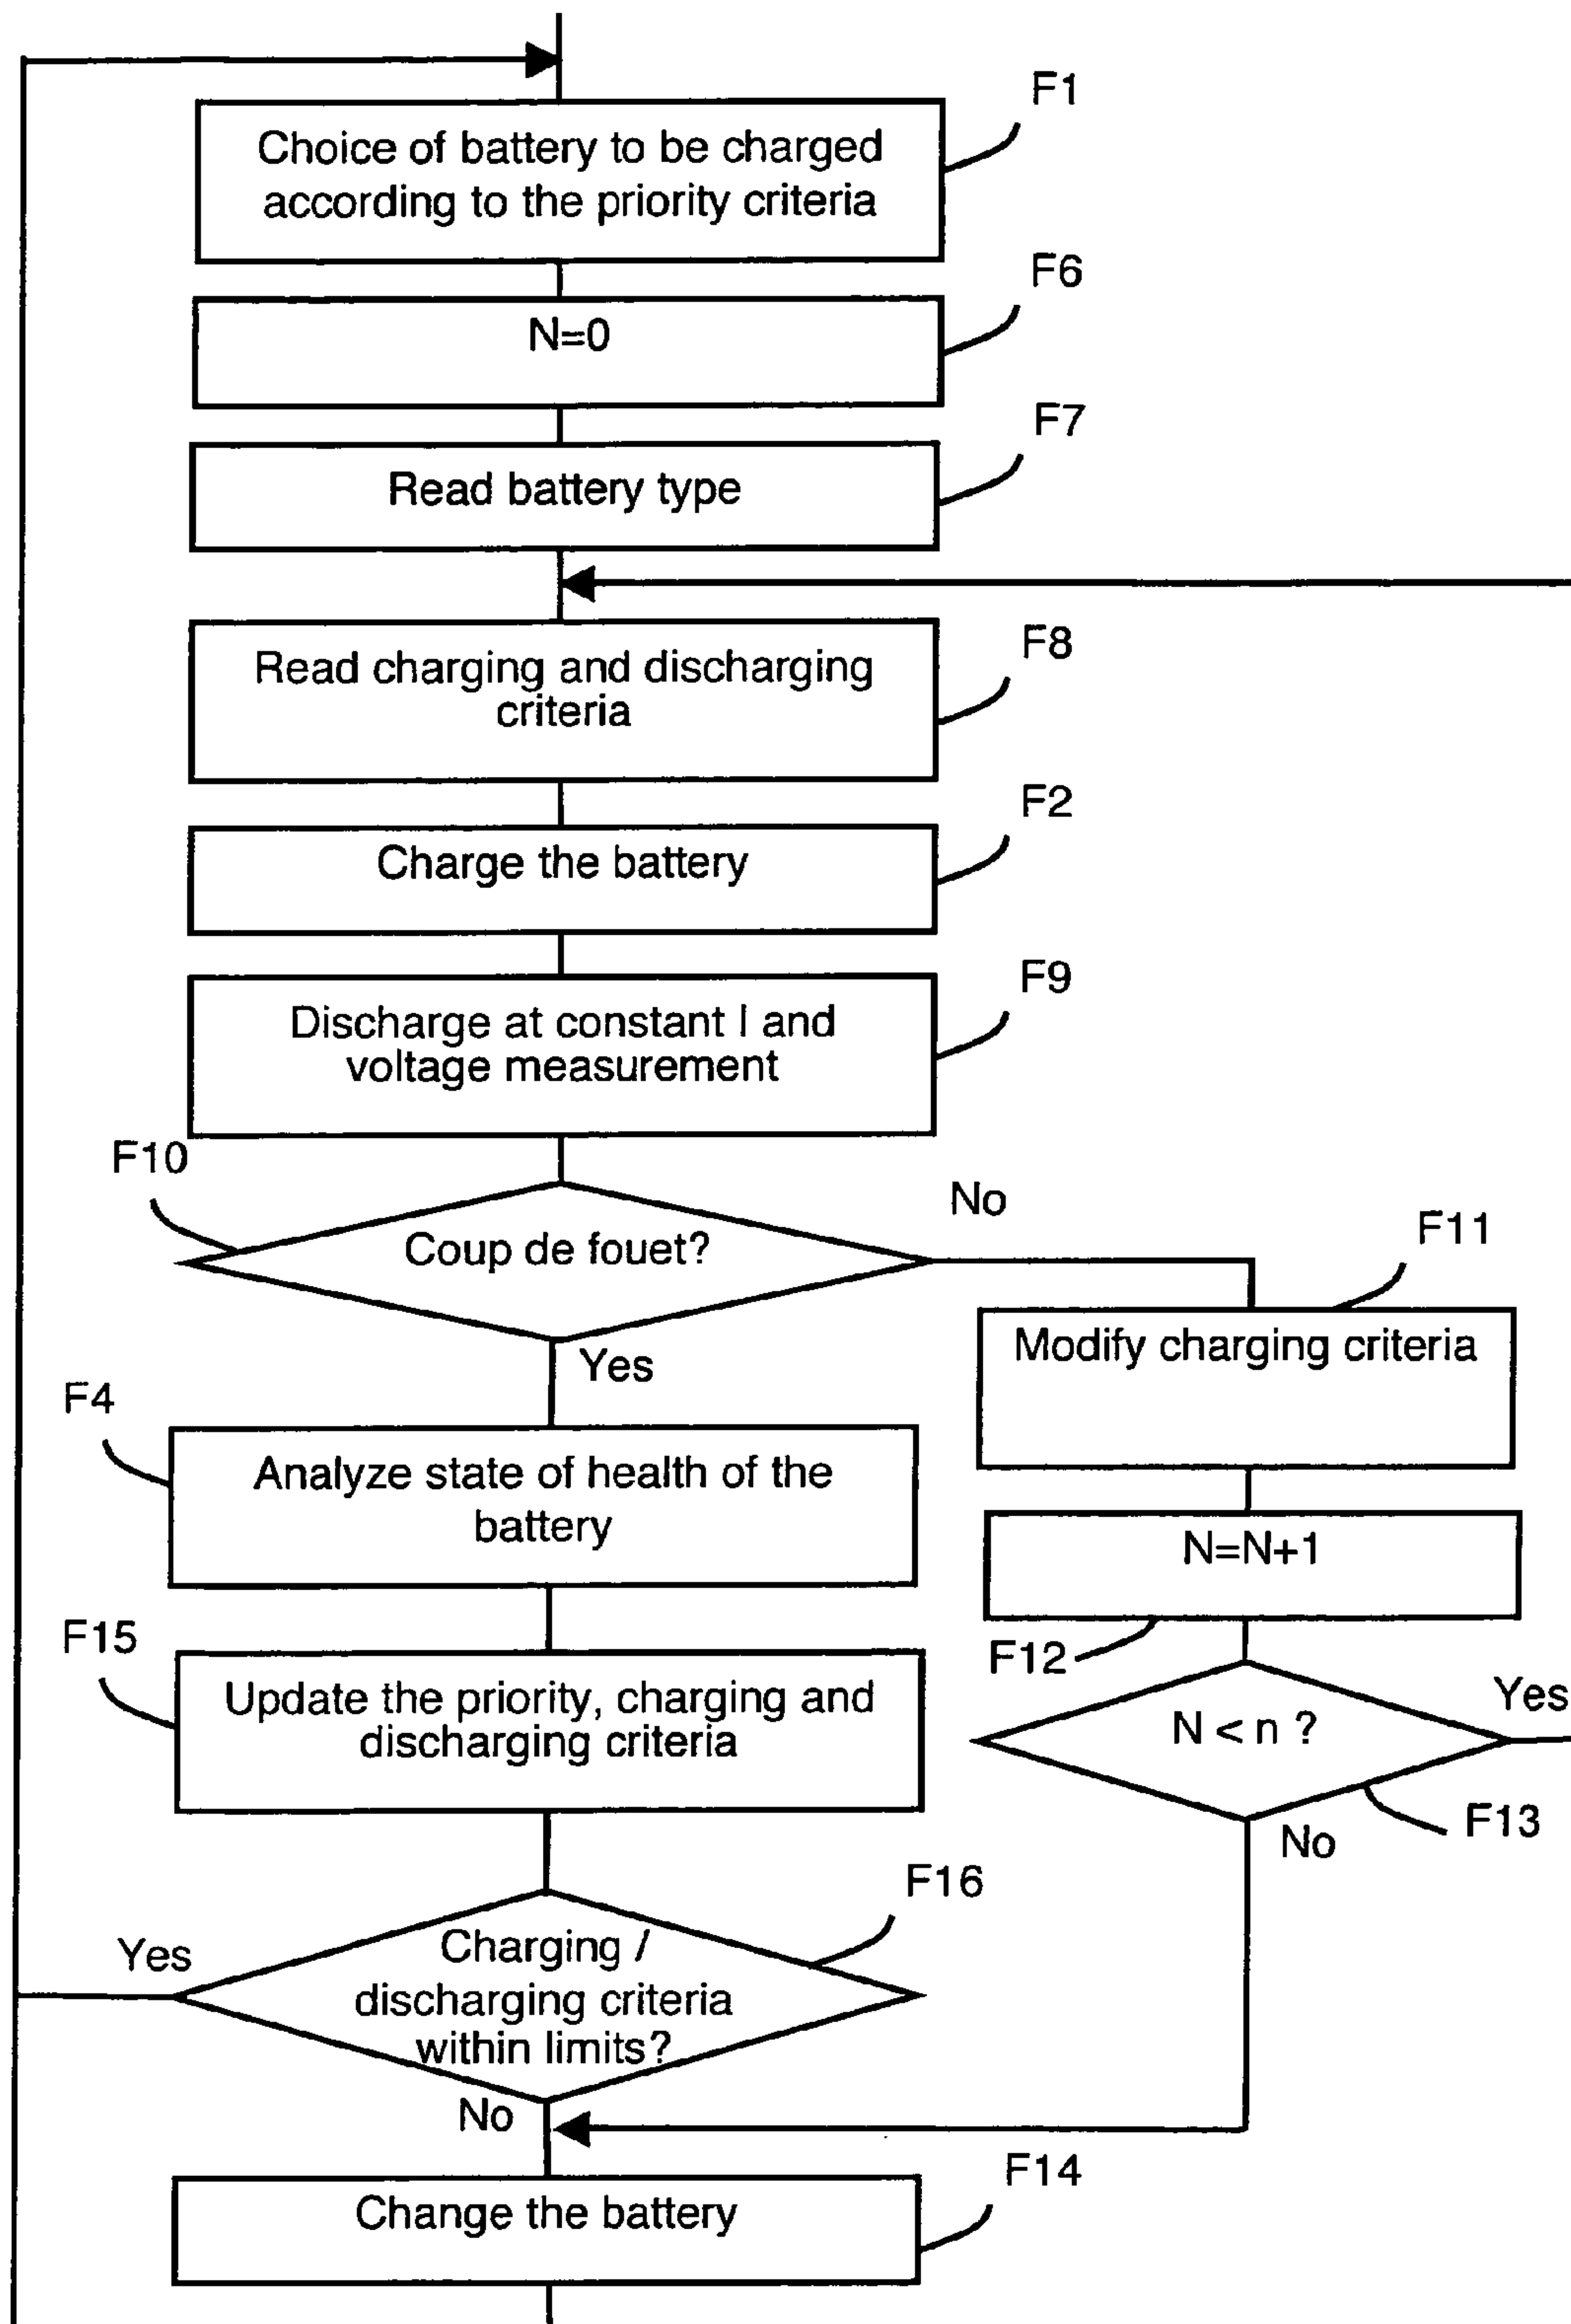 F1
Choice of battery to be charged
according to the priority criteria
F6
N=0
F7
Read battery type
F8
Read charging and discharging
criteria
F2
Charge the battery
F9
Discharge at constant I and
voltage measurement
F10
Coup de fouet?
No
F11
Modify charging criteria
Yes
F4
Analyze state of health of the
battery
N=N+1
F12
F15
Update the priority, charging and
discharging criteria
N < n ?
Yes
F13
No
F16
Charging /
discharging criteria
within limits?
Yes
No
F14
Change the battery